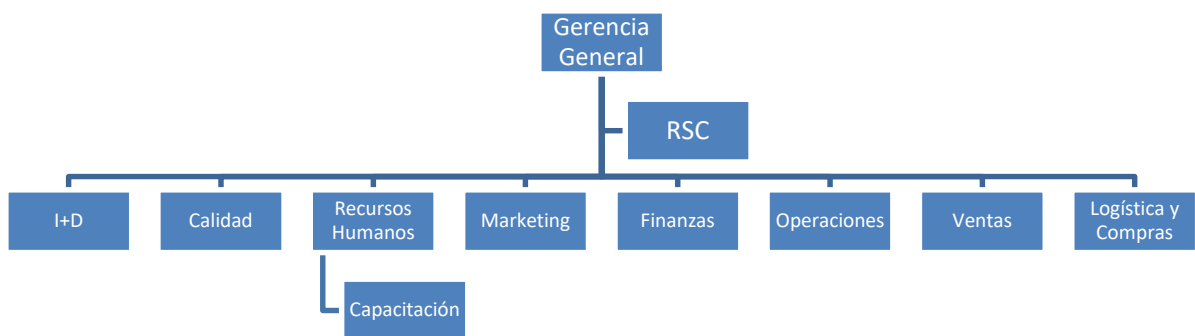 Gerencia
General
RSC
I+D
Calidad
Recursos
Humanos
Marketing
Finanzas
Operaciones
Ventas
Logística y
Compras
Capacitación